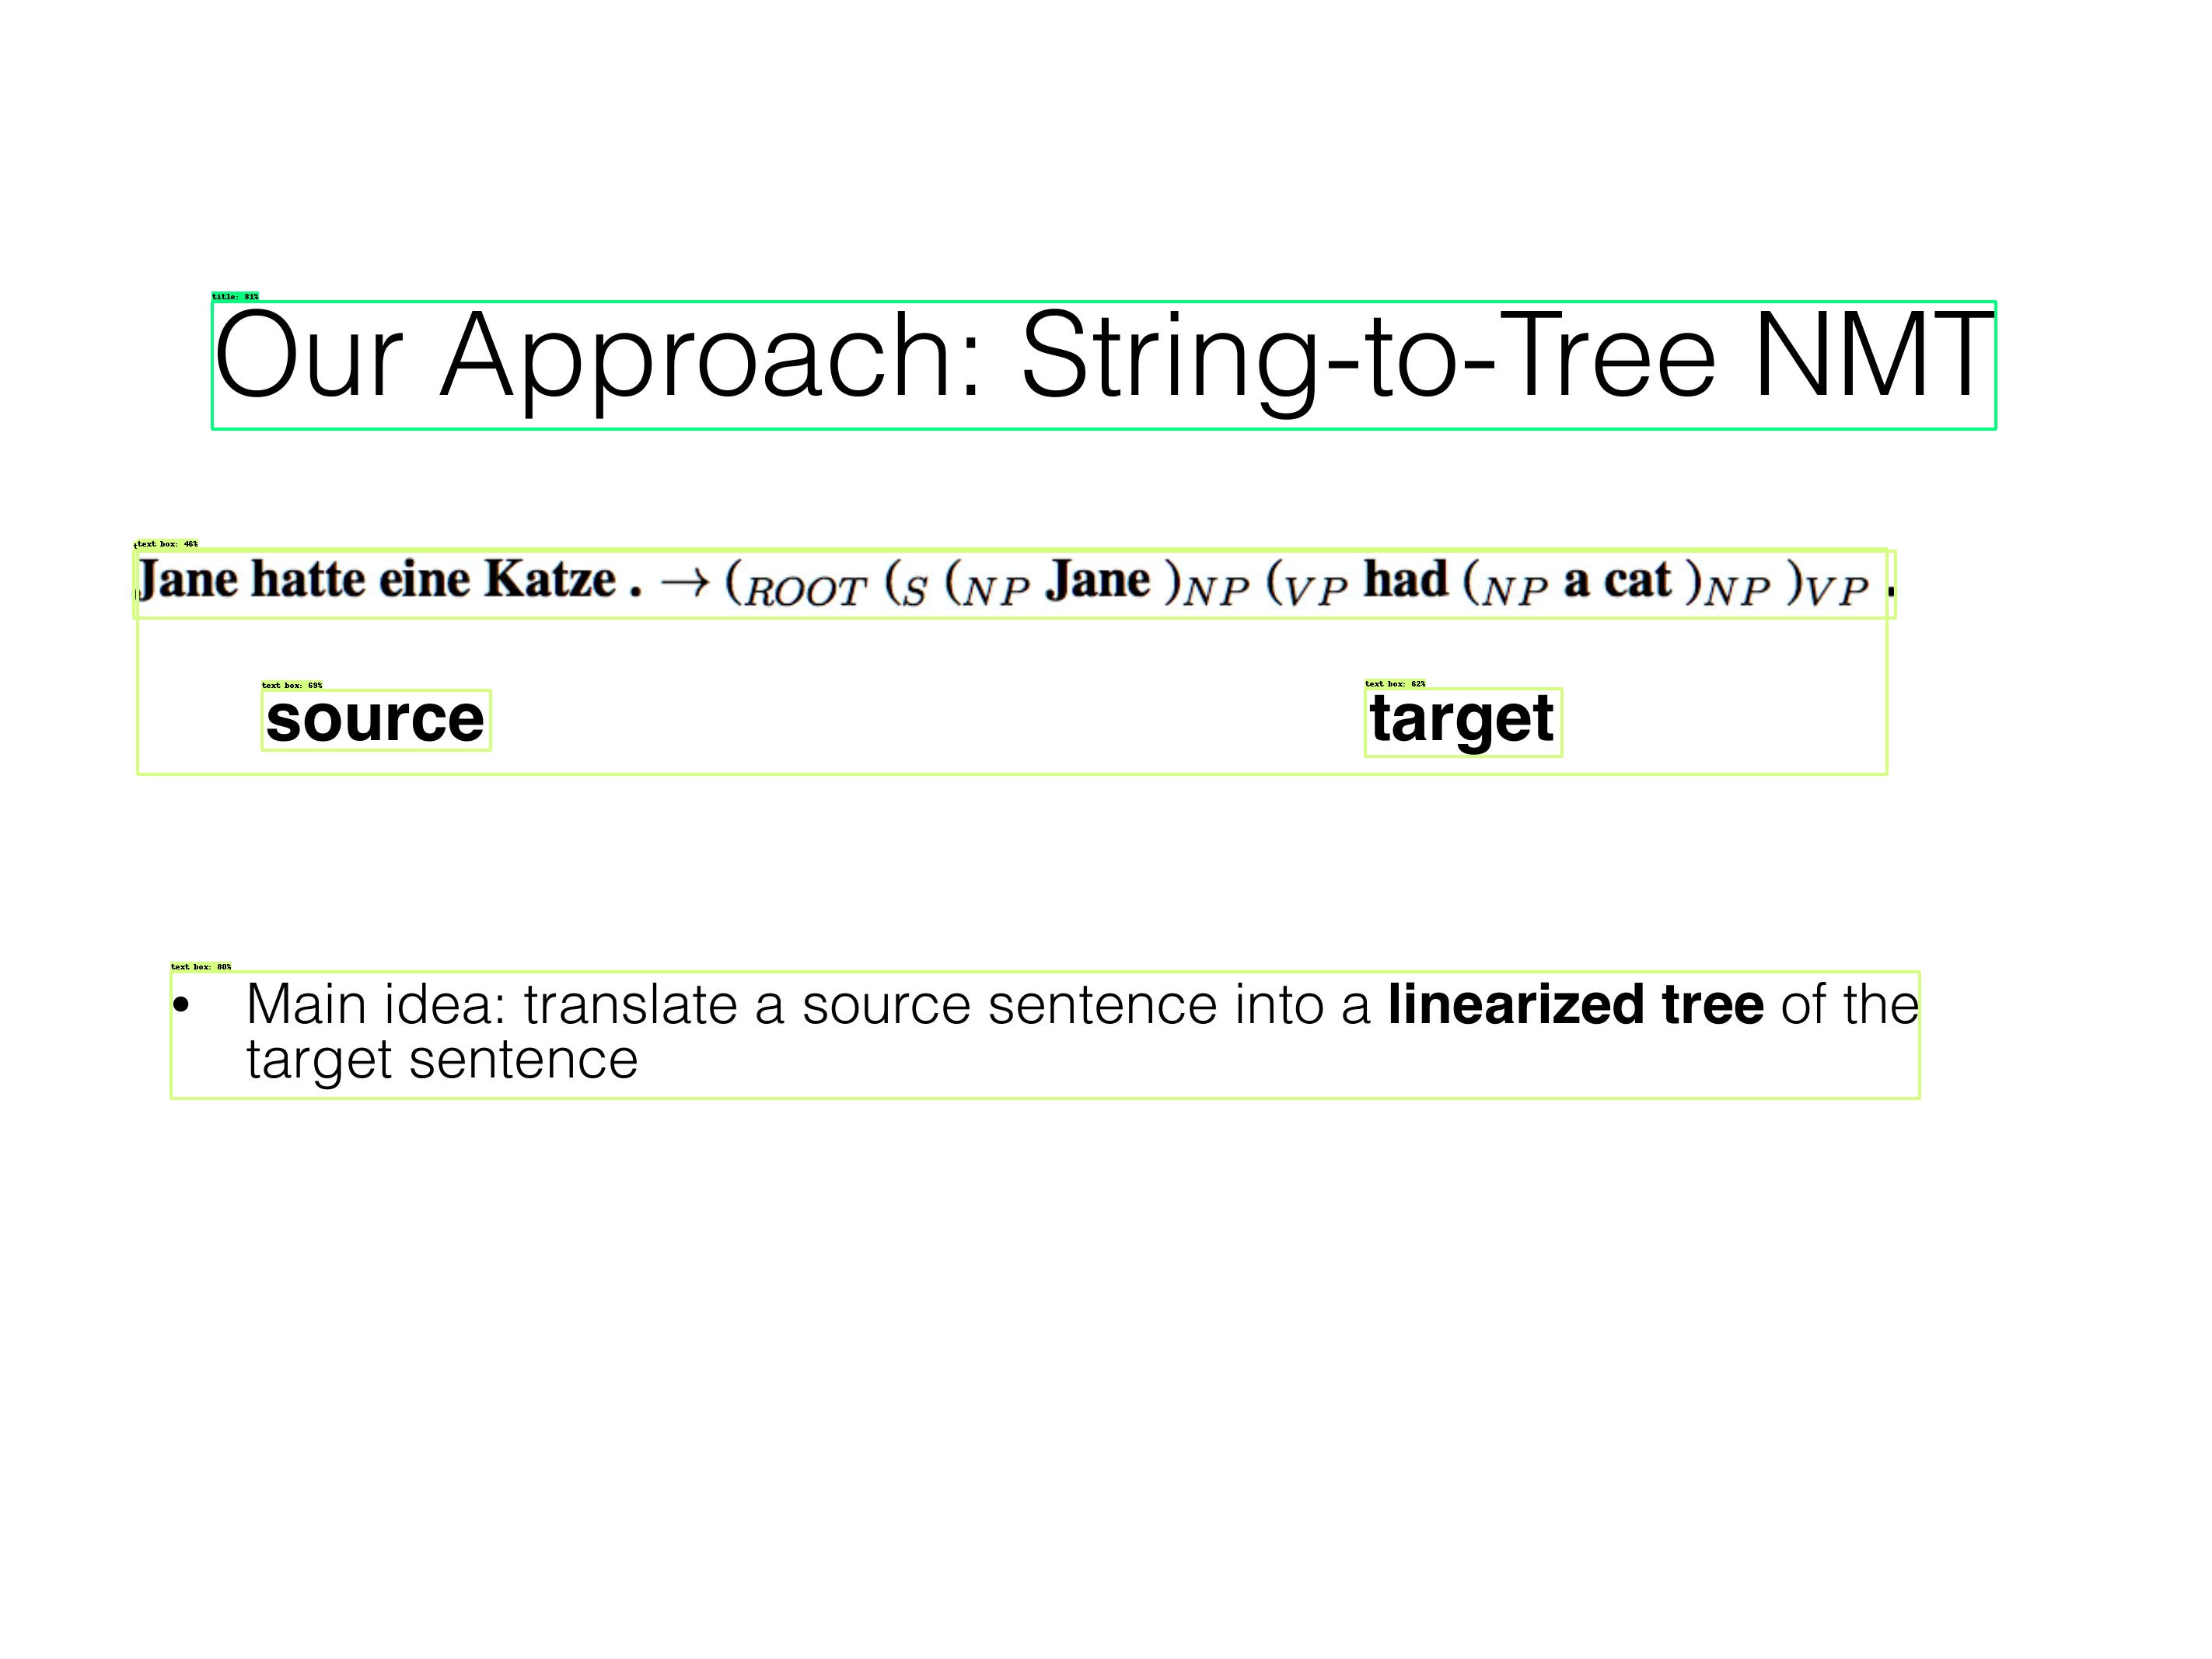 title: 81%
Our Approach: String-to-Tree NMT
text box: 46%
Jane hatte eine Katze . → (ROOT (S (NP Jane )NP (VP had (NP a cat )NP )VP .
text box: 69%
source
text box: 62%
target
text box: 80%
• Main idea: translate a source sentence into a linearized tree of the
target sentence